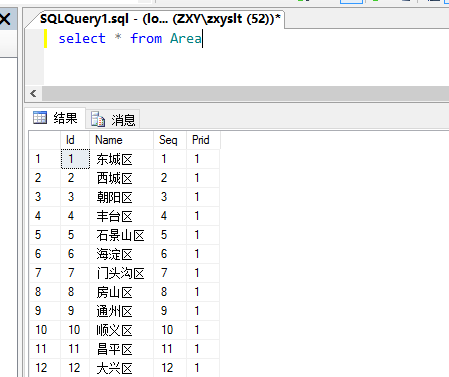 SQLQuery1.sql - (lo... (ZXY\zxyslt (52))*
select * from Area
结果 消息
Id Name Seq Prid
1 1 东城区 1 1
2 2 西城区 2 1
3 3 朝阳区 3 1
4 4 丰台区 4 1
5 5 石景山区 5 1
6 6 海淀区 6 1
7 7 门头沟区 7 1
8 8 房山区 8 1
9 9 通州区 9 1
10 10 顺义区 10 1
11 11 昌平区 11 1
12 12 大兴区 12 1